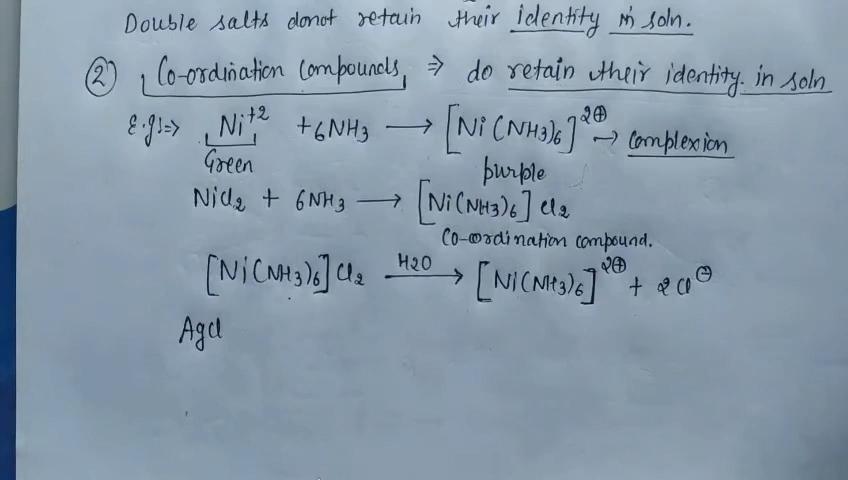 Double salts donot retain their identity in soln.
(2) Co-ordination compounds, ⇒ do retain their identity. in soln
E.gs=> Ni+2 + 6NH3 → [Ni(NH3)6]2⊕ → complexion
Green purple
Nicl2 + 6NH3 → [Ni(NH3)6]cl2
Co-ordination compound.
[Ni(NH3)6]cl2 H2O → [Ni(NH3)6]2⊕ + 2cl⊖
Agcl